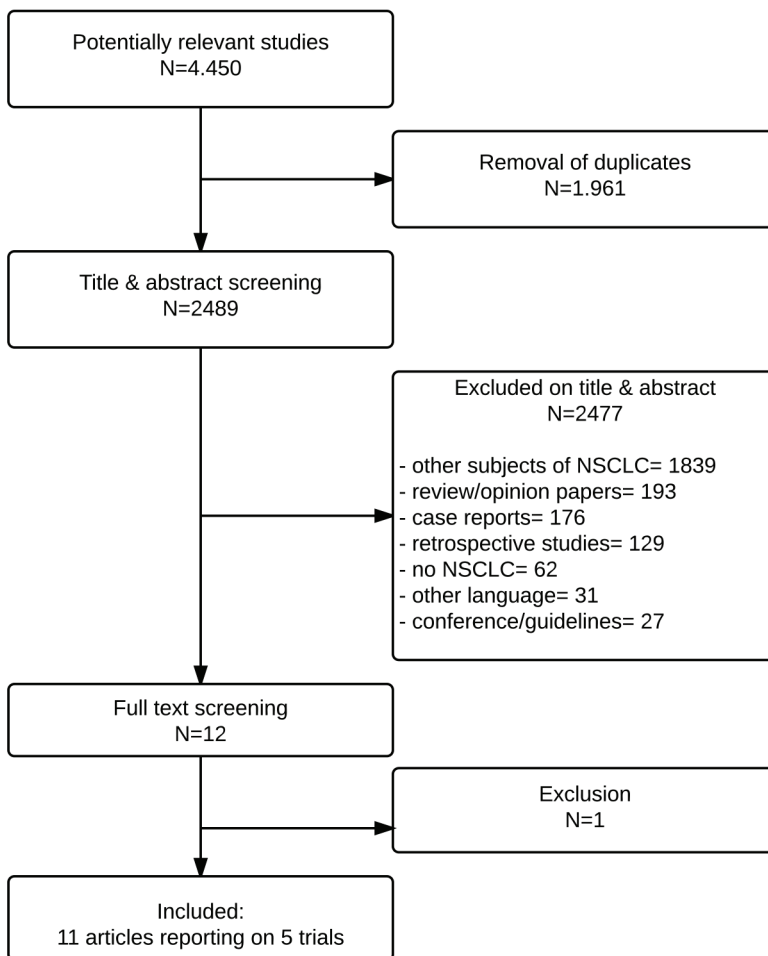 Potentially relevant studies
N=4.450
Removal of duplicates
N=1.961
Title & abstract screening
N=2489
Excluded on title & abstract
N=2477
- other subjects of NSCLC= 1839
- review/opinion papers= 193
- case reports= 176
- retrospective studies= 129
- no NSCLC= 62
- other language= 31
- conference/guidelines= 27
Full text screening
N=12
Exclusion
N=1
Included:
11 articles reporting on 5 trials